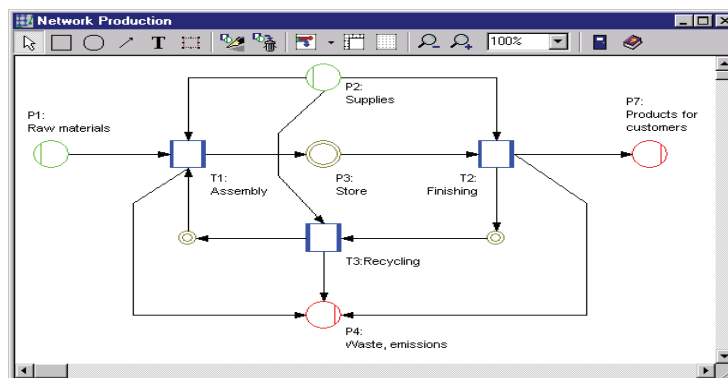 Network Production
T
100%
P2:
Supplies
P1:
Raw materials
P7:
Products for
customers
T1:
Assembly
P3:
Store
T2:
Finishing
T3:Recycling
P4:
Waste, emissions